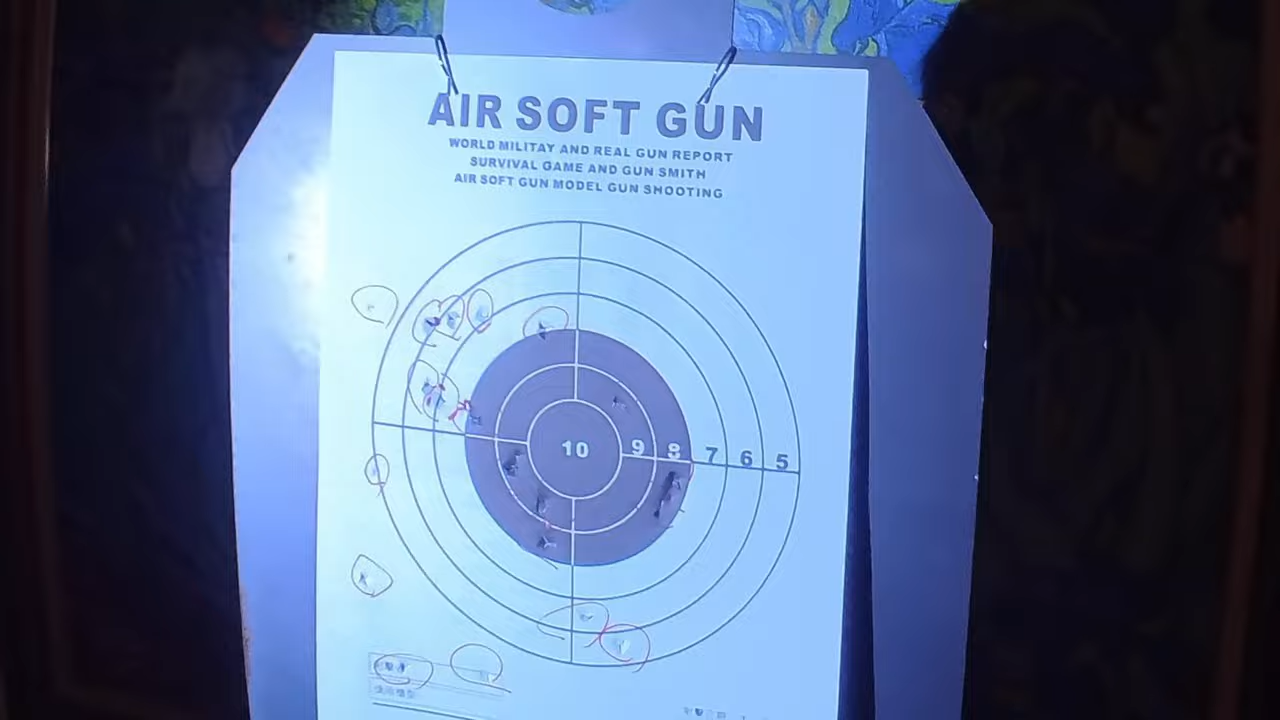 AIR SOFT GUN
WORLD MILITAY AND REAL GUN REPORT
SURVIVAL GAME AND GUN SMITH
AIR SOFT GUN MODEL GUN SHOOTING
10 9 8 7 6 5